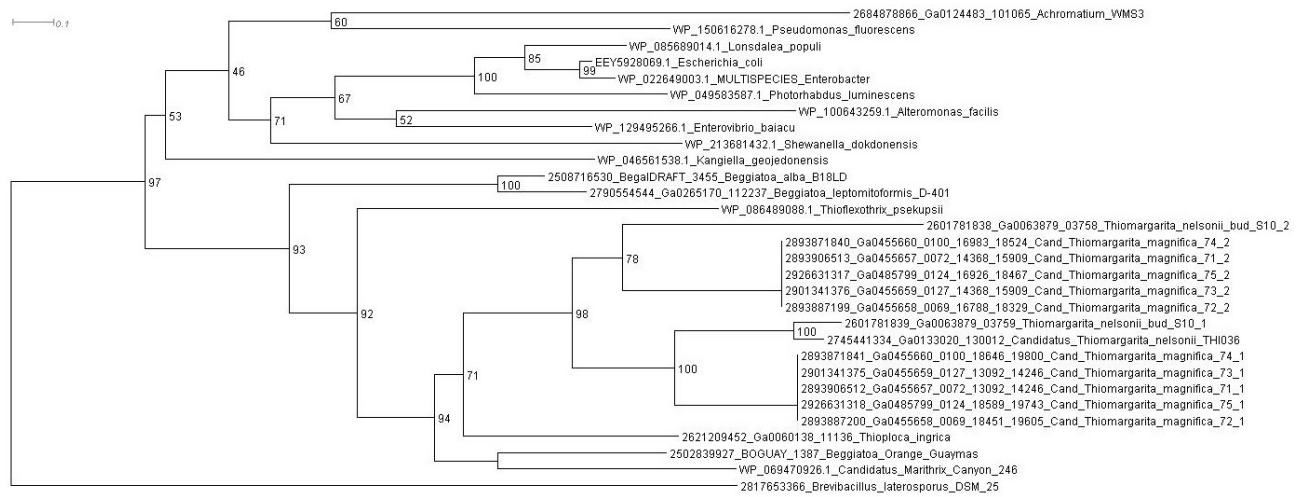 0.1
2684878866_Ga0124483_101065_Achromatium_WMS3
60
WP_150616278.1_Pseudomonas_fluorescens
WP_085689014.1_Lonsdalea_populi
85
EEY5928069.1_Escherichia_coli
99
46
WP_022649003.1_MULTISPECIES_Enterobacter
100
WP_049583587.1_Photorhabdus_luminescens
67
WP_100643259.1_Alteromonas_facilis
53
52
71
WP_129495266.1_Enterovibrio_baiacu
WP_213681432.1_Shewanella_dokdonensis
WP_046561538.1_Kangiella_geojedonensis
97
2508716530_BegalDRAFT_3455_Beggiatoa_alba_B18LD
100
2790554544_Ga0265170_112237_Beggiatoa_leptomitoformis_D-401
WP_086489088.1_Thioflexothrix_psekupsii
2601781838_Ga0063879_03758_Thiomargarita_nelsonii_bud_S10_2
2893871840_Ga0455660_0100_16983_18524_Cand_Thiomargarita_magnifica_74_2
93
2893906513_Ga0455657_0072_14368_15909_Cand_Thiomargarita_magnifica_71_2
78
2926631317_Ga0485799_0124_16926_18467_Cand_Thiomargarita_magnifica_75_2
2901341376_Ga0455659_0127_14368_15909_Cand_Thiomargarita_magnifica_73_2
2893887199_Ga0455658_0069_16788_18329_Cand_Thiomargarita_magnifica_72_2
92
98
2601781839_Ga0063879_03759_Thiomargarita_nelsonii_bud_S10_1
100
2745441334_Ga0133020_130012_Candidatus_Thiomargarita_nelsonii_THI036
2893871841_Ga0455660_0100_18646_19800_Cand_Thiomargarita_magnifica_74_1
100
71
2901341375_Ga0455659_0127_13092_14246_Cand_Thiomargarita_magnifica_73_1
2893906512_Ga0455657_0072_13092_14246_Cand_Thiomargarita_magnifica_71_1
2926631318_Ga0485799_0124_18589_19743_Cand_Thiomargarita_magnifica_75_1
94
2893887200_Ga0455658_0069_18451_19605_Cand_Thiomargarita_magnifica_72_1
2621209452_Ga0060138_11136_Thioploca_ingrica
2502839927_BOGUAY_1387_Beggiatoa_Orange_Guaymas
WP_069470926.1_Candidatus_Marithrix_Canyon_246
2817653366_Brevibacillus_laterosporus_DSM_25